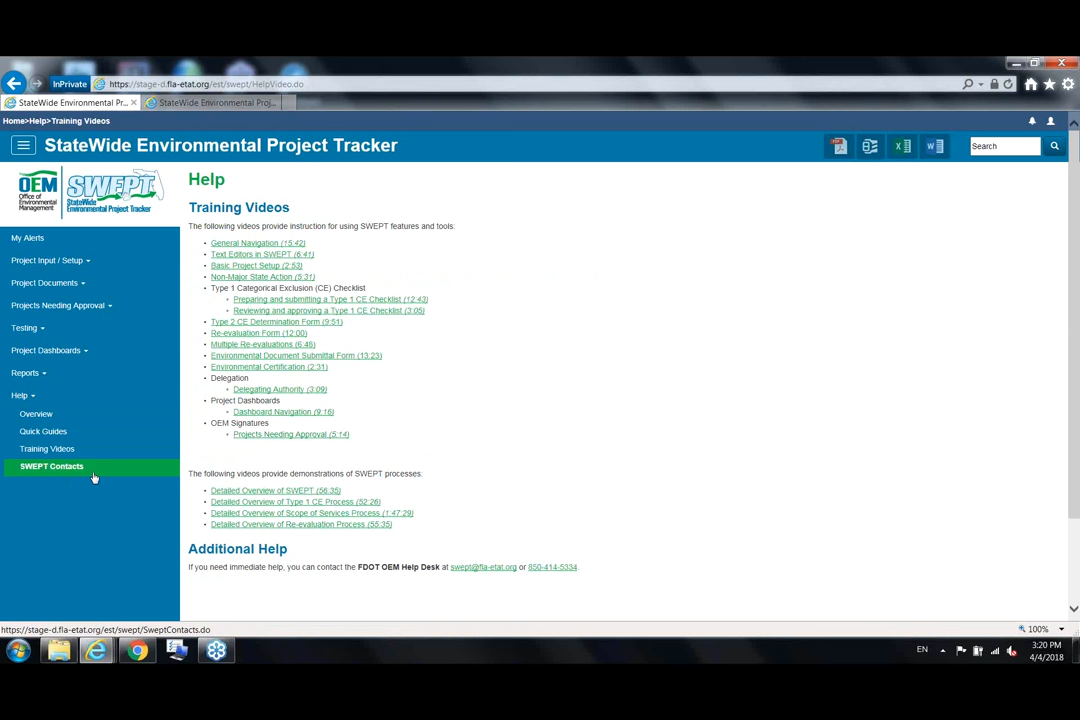 InPrivate https://stage-d.fla-etat.org/est/swept/HelpVideo.do
StateWide Environmental Pr... StateWide Environmental Proj...
Home>Help>Training Videos
StateWide Environmental Project Tracker
Search
OEM
Office of
Environmental
Management
SWEPT
StateWide
Environmental Project Tracker
My Alerts
Project Input / Setup
Project Documents
Projects Needing Approval
Testing
Project Dashboards
Reports
Help
Overview
Quick Guides
Training Videos
SWEPT Contacts
Help
Training Videos
The following videos provide instruction for using SWEPT features and tools:
• General Navigation (15:42)
• Text Editors in SWEPT (6:41)
• Basic Project Setup (2:53)
• Non-Major State Action (5:31)
• Type 1 Categorical Exclusion (CE) Checklist
• Preparing and submitting a Type 1 CE Checklist (12:43)
• Reviewing and approving a Type 1 CE Checklist (3:05)
• Type 2 CE Determination Form (9:51)
• Re-evaluation Form (12:00)
• Multiple Re-evaluations (6:48)
• Environmental Document Submittal Form (13:23)
• Environmental Certification (2:31)
• Delegation
• Delegating Authority (3:09)
• Project Dashboards
• Dashboard Navigation (9:16)
• OEM Signatures
• Projects Needing Approval (5:14)
The following videos provide demonstrations of SWEPT processes:
• Detailed Overview of SWEPT (56:35)
• Detailed Overview of Type 1 CE Process (52:26)
• Detailed Overview of Scope of Services Process (1:47:29)
• Detailed Overview of Re-evaluation Process (55:35)
Additional Help
If you need immediate help, you can contact the FDOT OEM Help Desk at swept@fla-etat.org or 850-414-5334.
https://stage-d.fla-etat.org/est/swept/SweptContacts.do
100%
EN
3:20 PM
4/4/2018